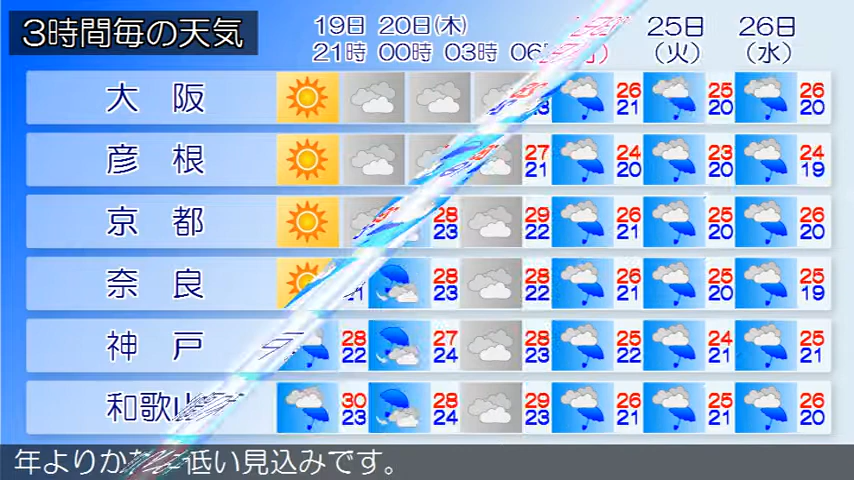 3時間毎の天気
19日 20日(木) 25日 26日
21時 00時 03時 (火) (水)
大阪 26 25 26
21 20 20
彦根 27 24 23 24
21 20 20 19
京都 28 29 26 25 26
23 22 21 20 20
奈良 28 28 26 25 25
23 22 21 20 19
神戸 28 27 28 25 24 25
22 24 23 22 21 21
和歌山 30 28 29 26 25 26
23 24 23 21 21 20
年より 低い見込みです。